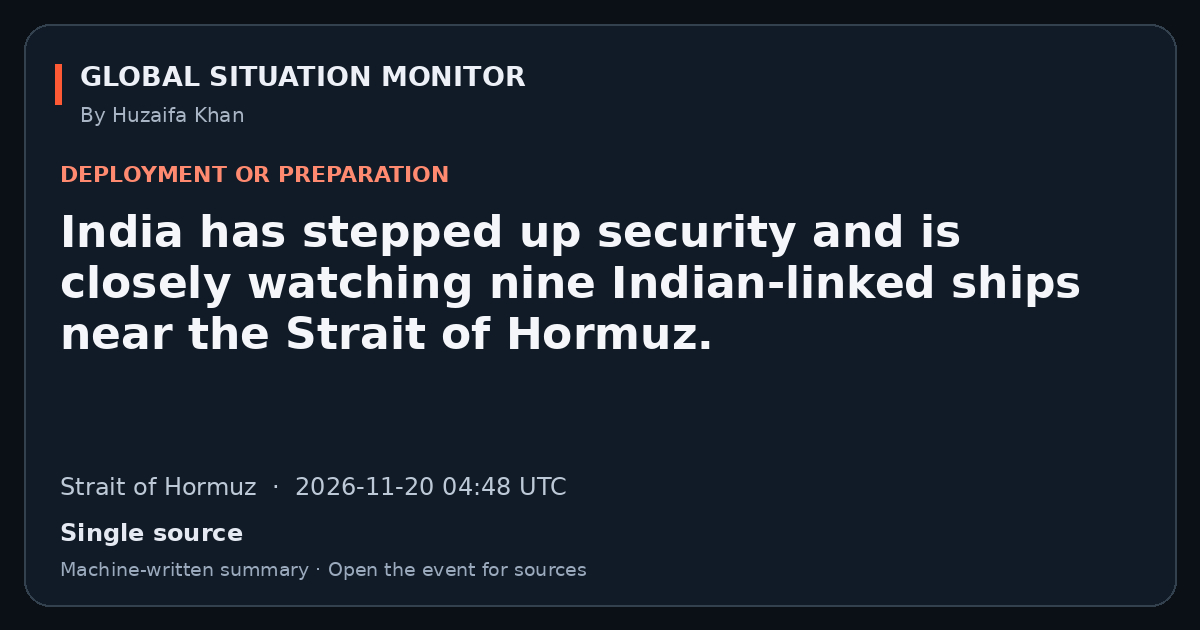 GLOBAL SITUATION MONITOR
By Huzaifa Khan
DEPLOYMENT OR PREPARATION
India has stepped up security and is
closely watching nine Indian-linked ships
near the Strait of Hormuz.
Strait of Hormuz · 2026-11-20 04:48 UTC
Single source
Machine-written summary · Open the event for sources